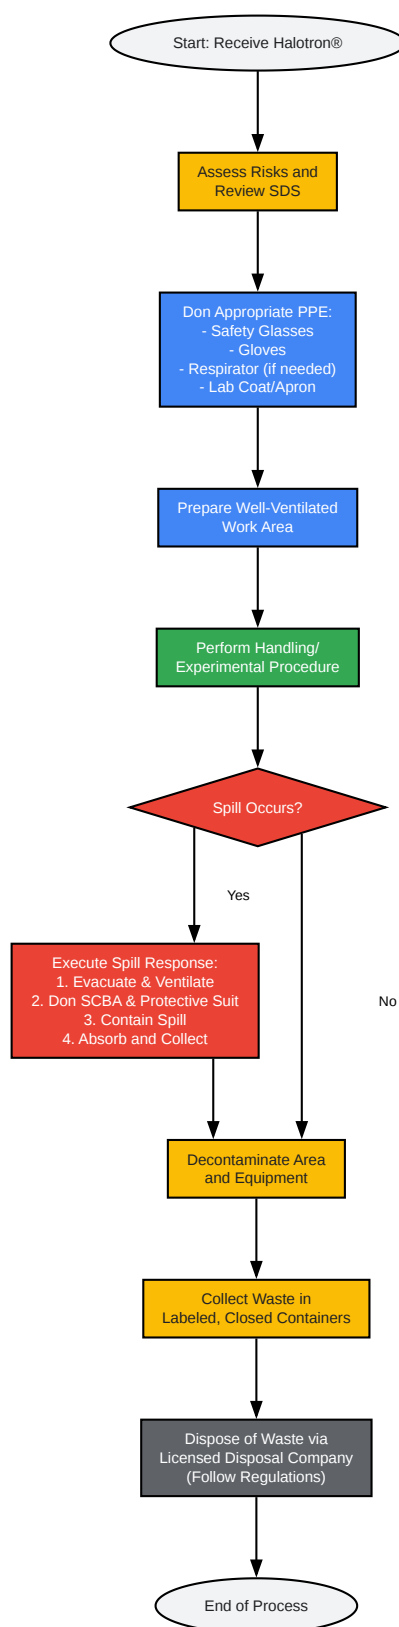 Start: Receive Halotron®
Assess Risks and
Review SDS
Don Appropriate PPE:
- Safety Glasses
- Gloves
- Respirator (if needed)
- Lab Coat/Apron
Prepare Well-Ventilated
Work Area
Perform Handling/
Experimental Procedure
Spill Occurs?
Yes
Execute Spill Response:
1. Evacuate & Ventilate
2. Don SCBA & Protective Suit
3. Contain Spill
4. Absorb and Collect
No
Decontaminate Area
and Equipment
Collect Waste in
Labeled, Closed Containers
Dispose of Waste via
Licensed Disposal Company
(Follow Regulations)
End of Process